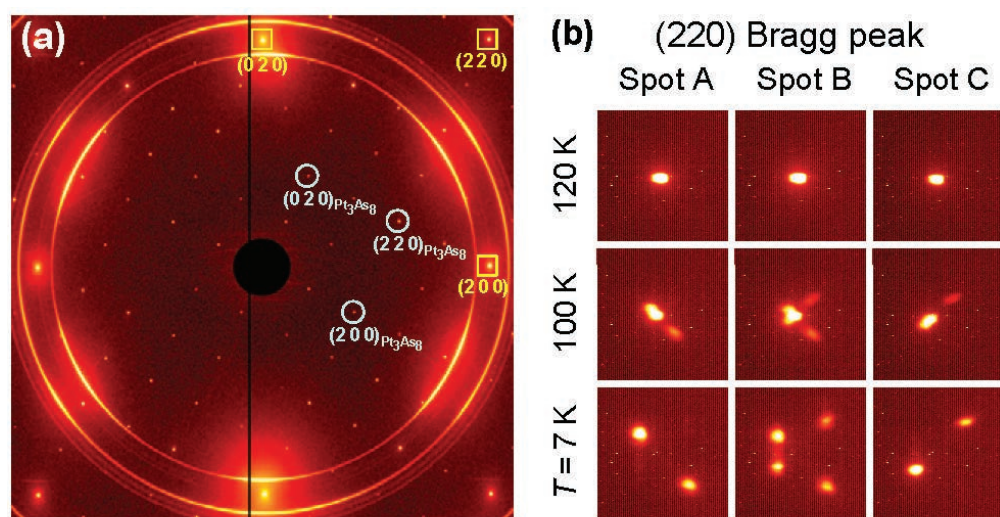 (a)
(0 2 0)
(2 2 0)
(0 2 0)Pt3As8
(2 2 0)Pt3As8
(2 0 0)
(2 0 0)Pt3As8
(b)
(220) Bragg peak
Spot A Spot B Spot C
120 K
100 K
T = 7 K